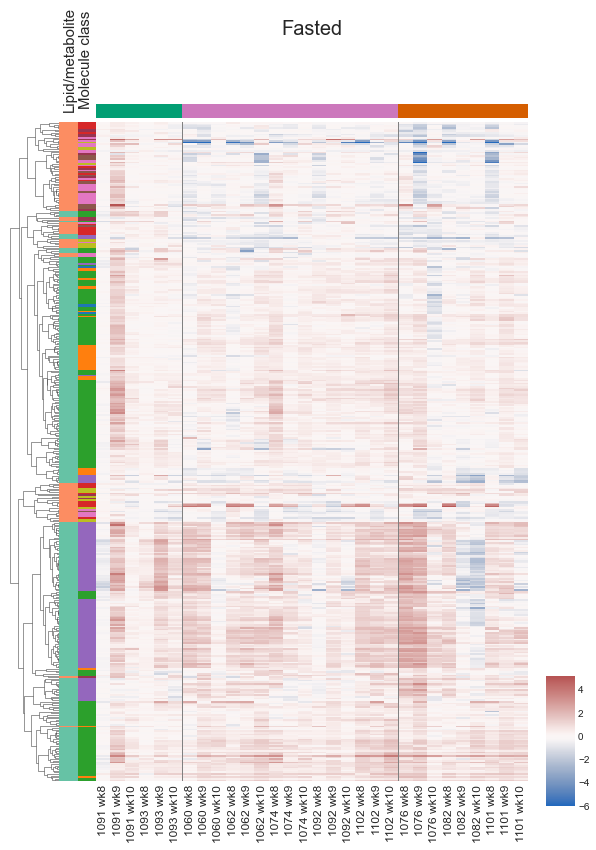 Fasted
Lipid/metabolite
Molecule class
1091 wk8
1091 wk9
1091 wk10
1093 wk8
1093 wk9
1093 wk10
1060 wk8
1060 wk9
1060 wk10
1062 wk8
1062 wk9
1062 wk10
1074 wk8
1074 wk9
1074 wk10
1092 wk8
1092 wk9
1092 wk10
1102 wk8
1102 wk9
1102 wk10
1076 wk8
1076 wk9
1076 wk10
1082 wk8
1082 wk9
1082 wk10
1101 wk8
1101 wk9
1101 wk10
4
2
0
−2
−4
−6